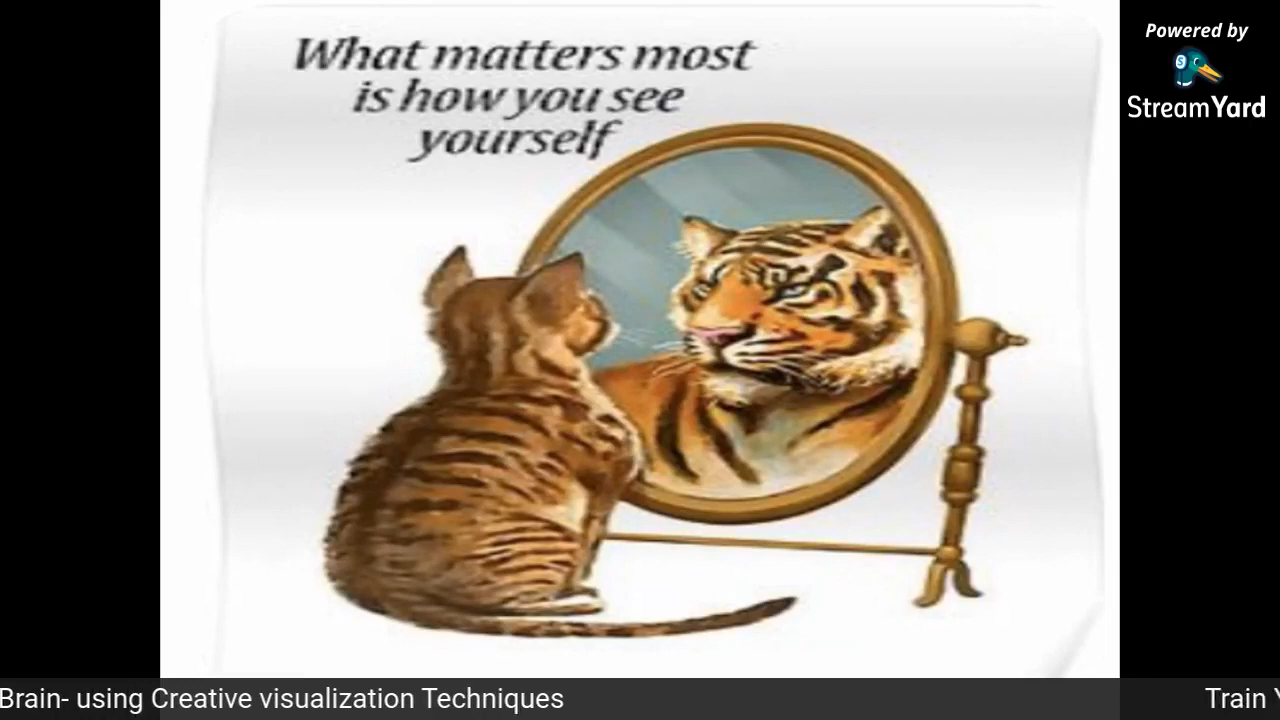 What matters most
is how you see
yourself
Powered by
StreamYard
Brain- using Creative visualization Techniques
Train